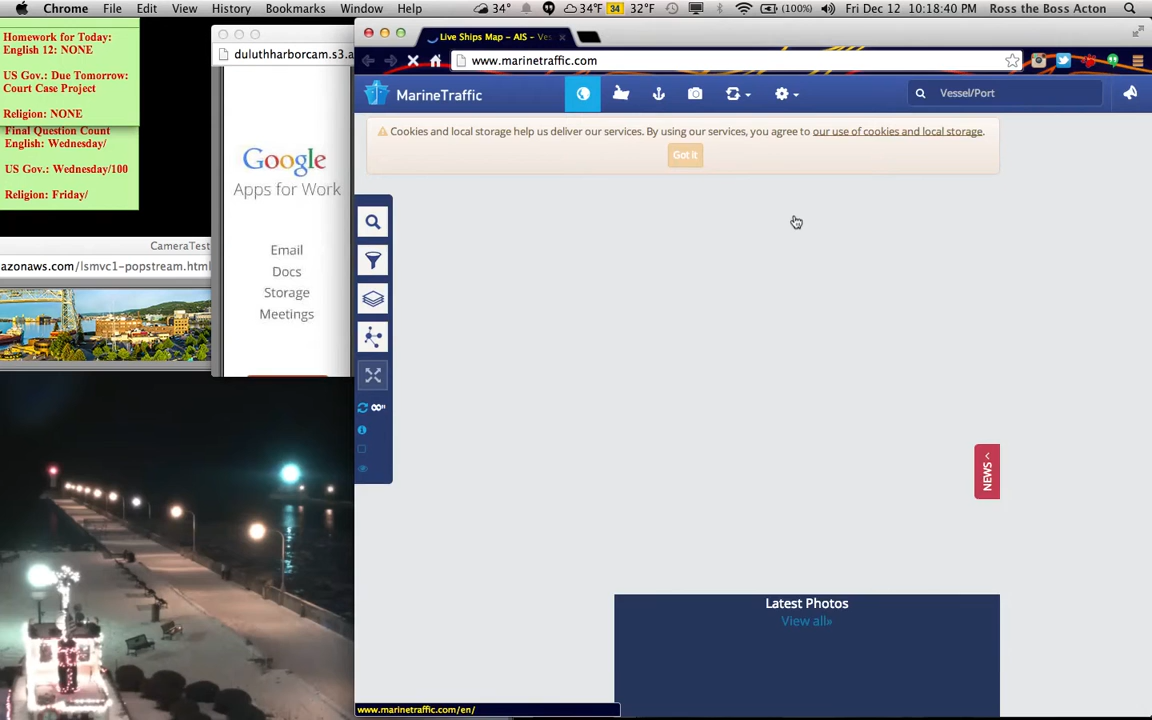 Chrome File Edit View History Bookmarks Window Help 34° 34°F 34 32°F (100%) Fri Dec 12 10:18:40 PM Ross the Boss Acton
Homework for Today:
English 12: NONE
US Gov.: Due Tomorrow:
Court Case Project
Religion: NONE
Final Question Count
English: Wednesday/
US Gov.: Wednesday/100
Religion: Friday/
CameraTest
azonaws.com/lsmvc1-popstream.html
duluthharborcam.s3.a
Google
Apps for Work
Email
Docs
Storage
Meetings
Live Ships Map – AIS – Ves
www.marinetraffic.com
MarineTraffic
Vessel/Port
Cookies and local storage help us deliver our services. By using our services, you agree to our use of cookies and local storage.
Got it
NEWS
Latest Photos
View all»
www.marinetraffic.com/en/